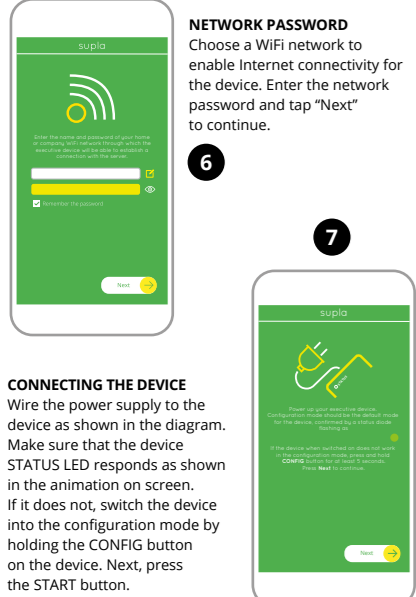 NETWORK PASSWORD
Choose a WiFi network to
enable Internet connectivity for
the device. Enter the network
password and tap “Next”
to continue.
6
supla
Enter the name and password of your home
or company WiFi network through which the
executive device will be able to establish a
connection with the server.
Remember the password
Next
7
CONNECTING THE DEVICE
Wire the power supply to the
device as shown in the diagram.
Make sure that the device
STATUS LED responds as shown
in the animation on screen.
If it does not, switch the device
into the configuration mode by
holding the CONFIG button
on the device. Next, press
the START button.
supla
Power up your executive device.
Configuration mode should be the default mode
for the device, confirmed by a status diode
flashing as
If the device when switched on does not work
in the configuration mode, press and hold
CONFIG button for at least 5 seconds.
Press Next to continue.
Next